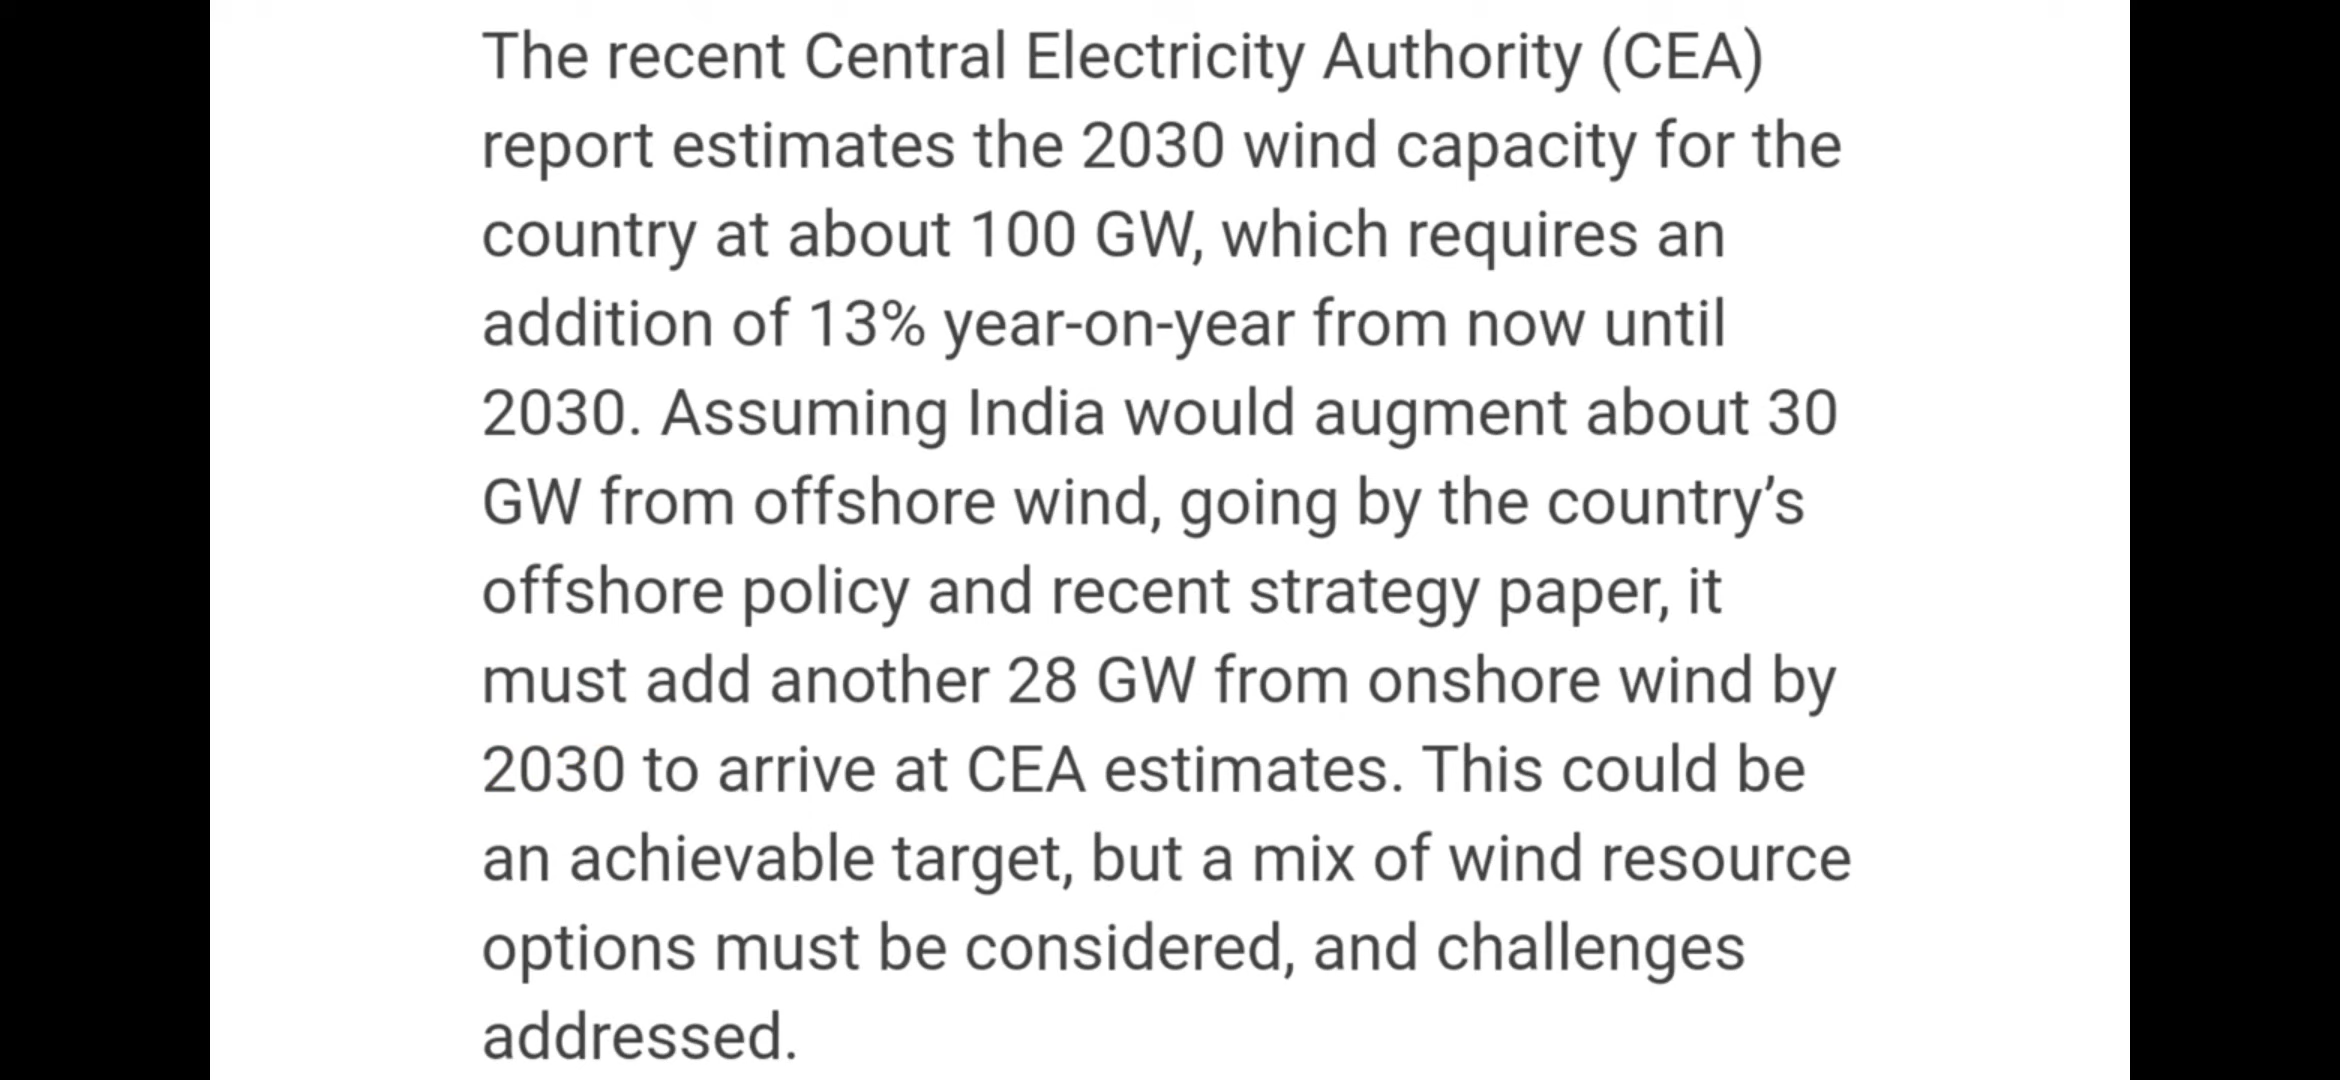 The recent Central Electricity Authority (CEA)
report estimates the 2030 wind capacity for the
country at about 100 GW, which requires an
addition of 13% year-on-year from now until
2030. Assuming India would augment about 30
GW from offshore wind, going by the country’s
offshore policy and recent strategy paper, it
must add another 28 GW from onshore wind by
2030 to arrive at CEA estimates. This could be
an achievable target, but a mix of wind resource
options must be considered, and challenges
addressed.